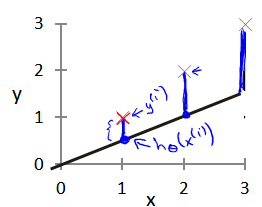 3
2
y
1
y^(i)
h_θ(x^(i))
0
0 1 2 3
x